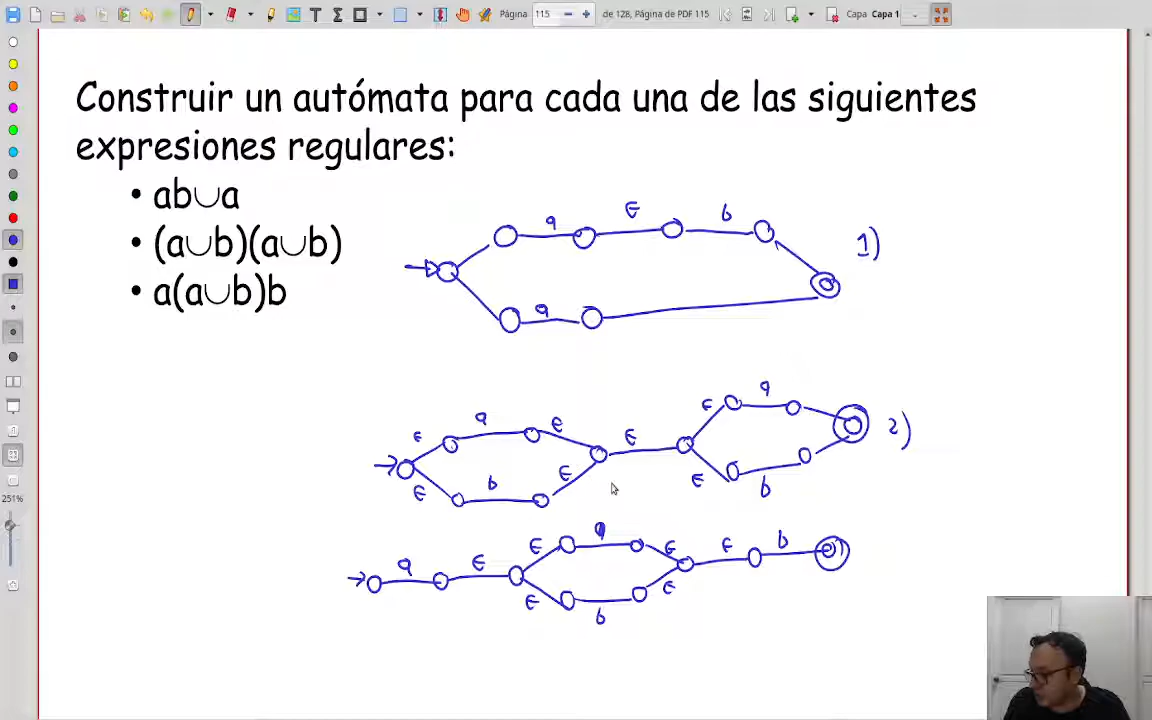 Página 115 de 128, Página de PDF 115 Capa Capa 1
251%
Construir un autómata para cada una de las siguientes
expresiones regulares:
• ab∪a
• (a∪b)(a∪b)
• a(a∪b)b
a ε b
1)
a
a
ε a ε ε ε 2)
ε b ε ε b
ε a ε ε b
a ε
ε b ε